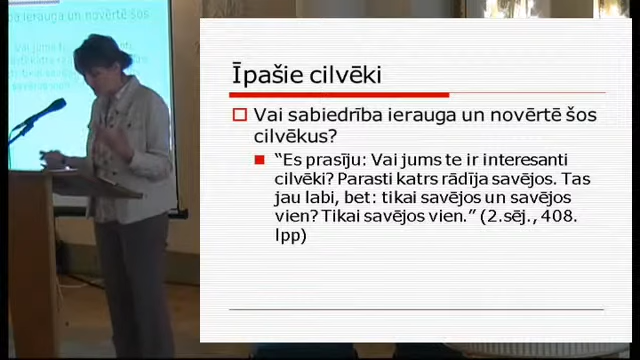 Īpašie cilvēki
Vai sabiedrība ierauga un novērtē šos
cilvēkus?
"Es prasīju: Vai jums te ir interesanti
cilvēki? Parasti katrs rādīja savējos. Tas
jau labi, bet: tikai savējos un savējos
vien? Tikai savējos vien." (2.sēj., 408.
lpp)